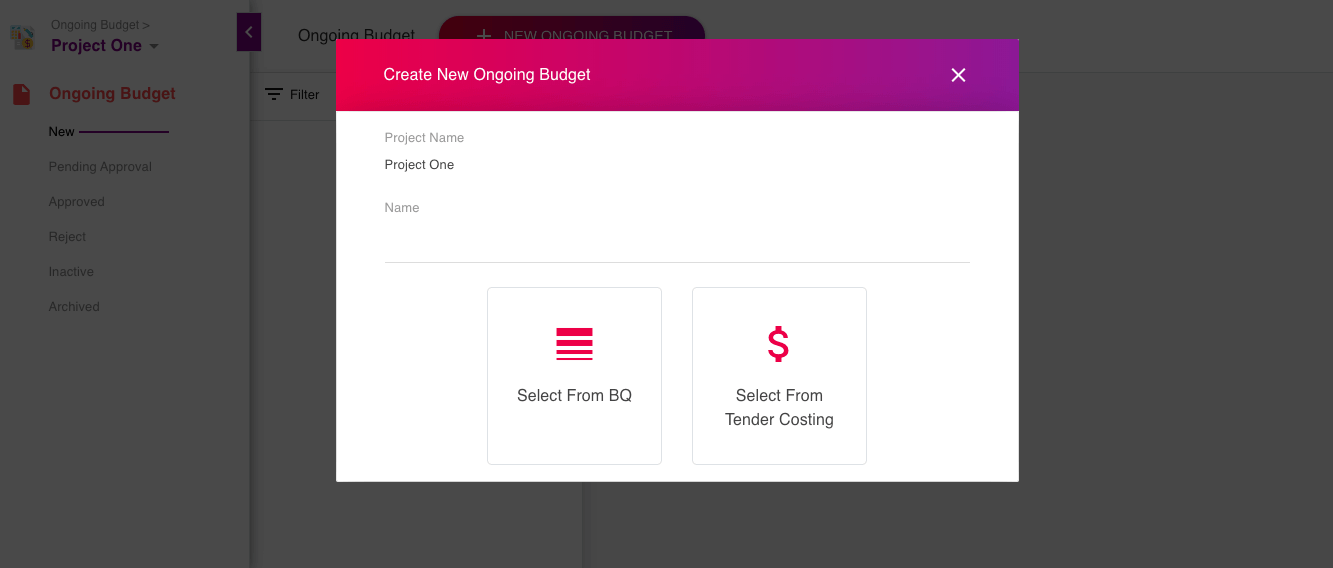 Ongoing Budget >
Project One
Ongoing Budget
New
Pending Approval
Approved
Reject
Inactive
Archived
Ongoing Budget
+ NEW ONGOING BUDGET
Filter
Create New Ongoing Budget
Project Name
Project One
Name
Select From BQ
$
Select From
Tender Costing